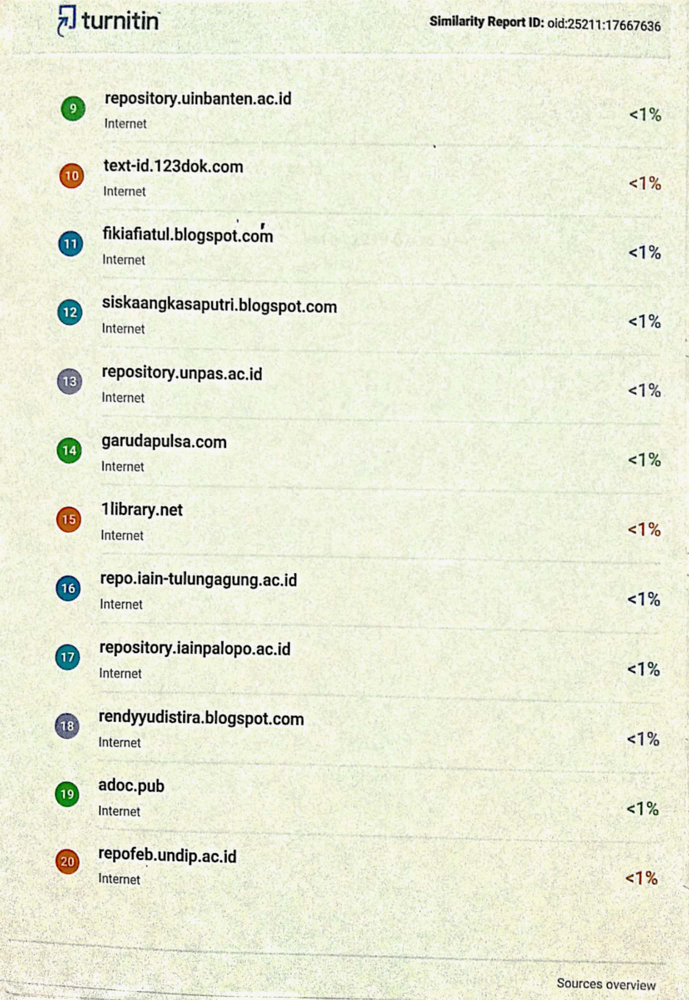 turnitin
Similarity Report ID: oid:25211:17667636
9
repository.uinbanten.ac.id
Internet
<1%
10
text-id.123dok.com
Internet
<1%
11
fikiafiatul.blogspot.com
Internet
<1%
12
siskaangkasaputri.blogspot.com
Internet
<1%
13
repository.unpas.ac.id
Internet
<1%
14
garudapulsa.com
Internet
<1%
15
1library.net
Internet
<1%
16
repo.iain-tulungagung.ac.id
Internet
<1%
17
repository.iainpalopo.ac.id
Internet
<1%
18
rendyyudistira.blogspot.com
Internet
<1%
19
adoc.pub
Internet
<1%
20
repofeb.undip.ac.id
Internet
<1%
Sources overview